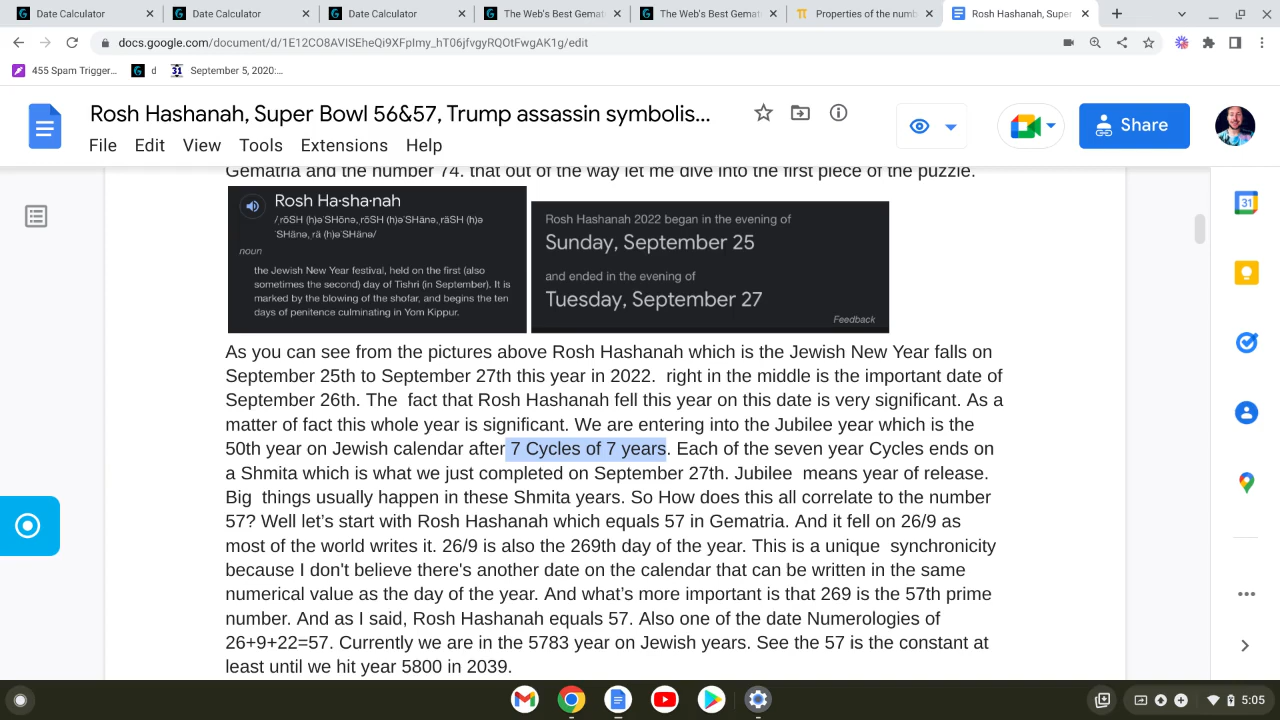 Date Calculator
Date Calculator
Date Calculator
The Web's Best Gemat
The Web's Best Gemat
Properties of the numb
Rosh Hashanah, Super
docs.google.com/document/d/1E12CO8AVISEheQi9XFpImy_hT06jfvgyRQOtFwgAK1g/edit
455 Spam Trigger...
d
31
September 5, 2020:...
Rosh Hashanah, Super Bowl 56&57, Trump assassin symbolis...
Share
File Edit View Tools Extensions Help
Gematria and the number 74. that out of the way let me dive into the first piece of the puzzle.
Rosh Ha·sha·nah
/ˌrōSH (h)əˈSHōnə, ˌrōSH (h)əˈSHänə, ˌräSH (h)ə
ˈSHänə, ˌrä (h)əˈSHänə/
noun
the Jewish New Year festival, held on the first (also
sometimes the second) day of Tishri (in September). It is
marked by the blowing of the shofar, and begins the ten
days of penitence culminating in Yom Kippur.
Rosh Hashanah 2022 began in the evening of
Sunday, September 25
and ended in the evening of
Tuesday, September 27
Feedback
As you can see from the pictures above Rosh Hashanah which is the Jewish New Year falls on
September 25th to September 27th this year in 2022.  right in the middle is the important date of
September 26th. The  fact that Rosh Hashanah fell this year on this date is very significant. As a
matter of fact this whole year is significant. We are entering into the Jubilee year which is the
50th year on Jewish calendar after 7 Cycles of 7 years. Each of the seven year Cycles ends on
a Shmita which is what we just completed on September 27th. Jubilee  means year of release.
Big  things usually happen in these Shmita years. So How does this all correlate to the number
57? Well let's start with Rosh Hashanah which equals 57 in Gematria. And it fell on 26/9 as
most of the world writes it. 26/9 is also the 269th day of the year. This is a unique  synchronicity
because I don't believe there's another date on the calendar that can be written in the same
numerical value as the day of the year. And what's more important is that 269 is the 57th prime
number. And as I said, Rosh Hashanah equals 57. Also one of the date Numerologies of
26+9+22=57. Currently we are in the 5783 year on Jewish years. See the 57 is the constant at
least until we hit year 5800 in 2039.
31
5:05